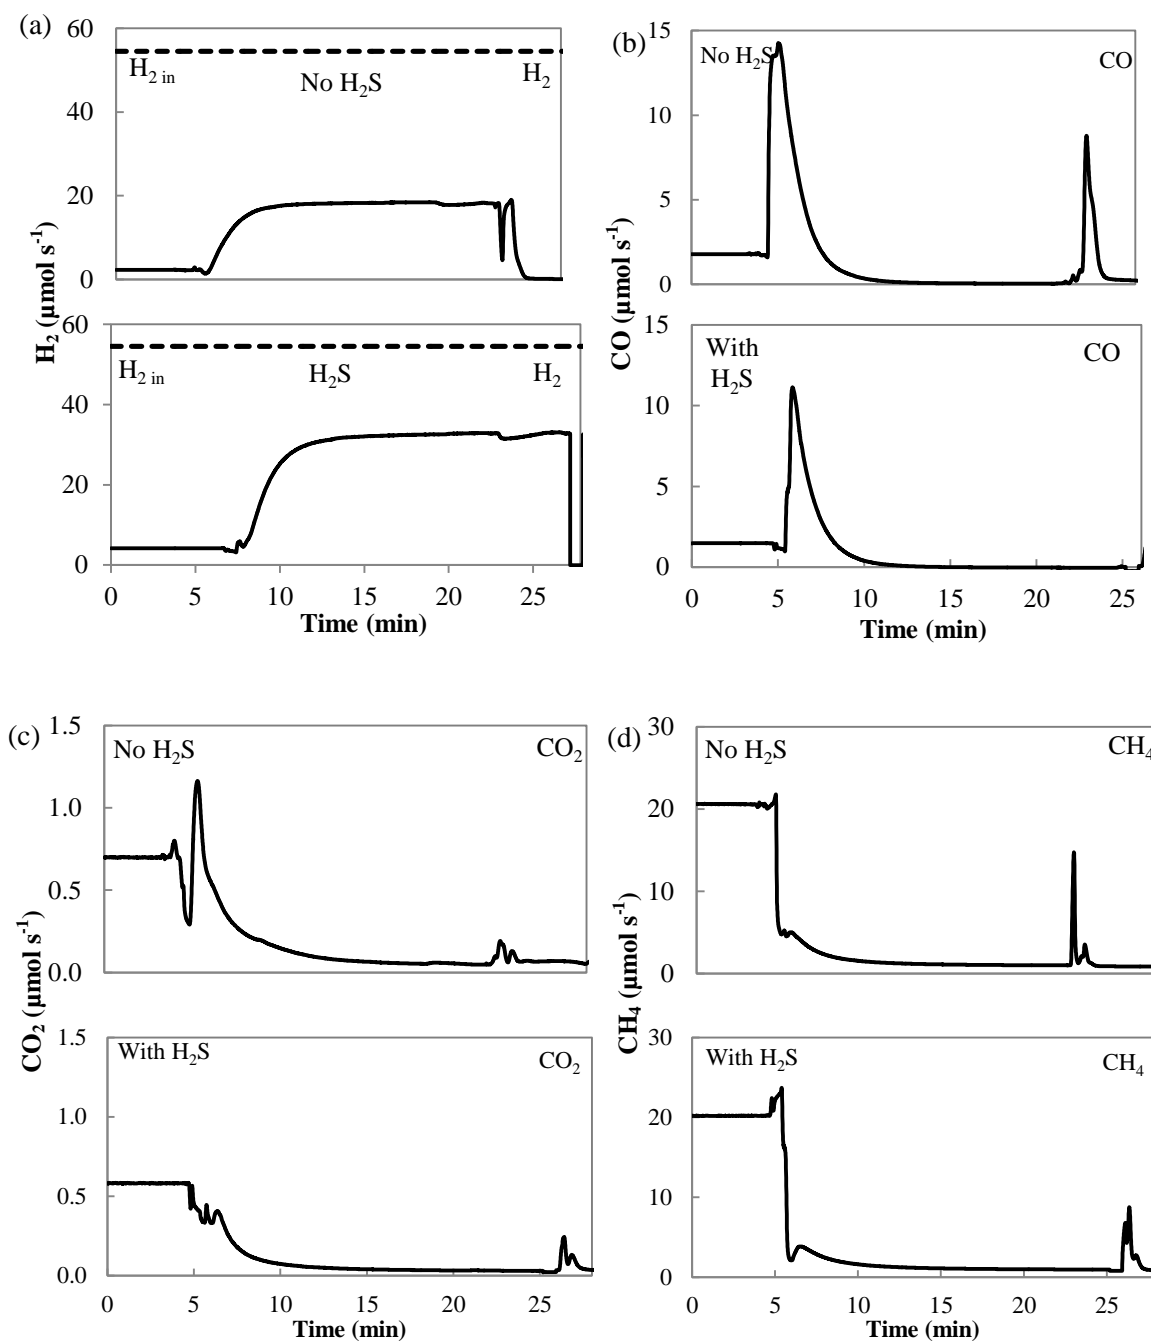 (a)
60
40
20
0
H2 in
No H2S
H2
H2 (µmol s-1)
60
40
20
0
H2 in
H2S
H2
0 5 10 15 20 25
Time (min)
(b)
15
10
5
0
No H2S
CO
CO (µmol s-1)
15
10
5
0
With
H2S
CO
0 5 10 15 20 25
Time (min)
(c)
1.5
1.0
0.5
0.0
No H2S
CO2
CO2 (µmol s-1)
1.5
1.0
0.5
0.0
With H2S
CO2
0 5 10 15 20 25
Time (min)
(d)
30
20
10
0
No H2S
CH4
CH4 (µmol s-1)
30
20
10
0
With H2S
CH4
0 5 10 15 20 25
Time (min)